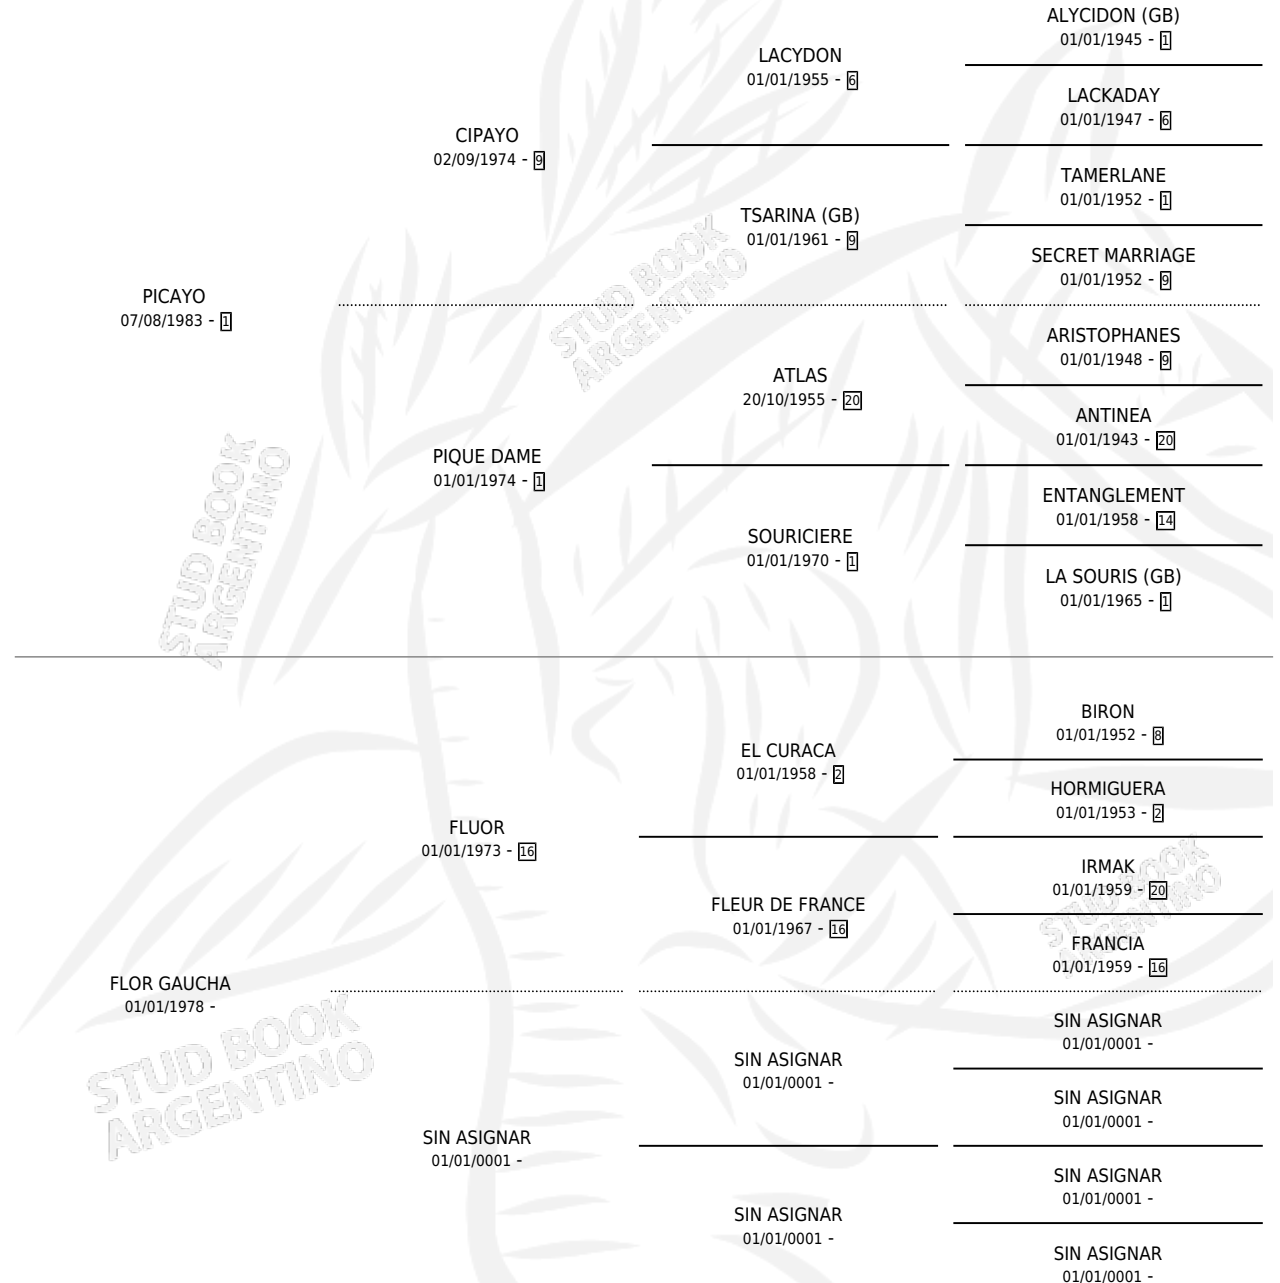 ALYCIDON (GB)
01/01/1945 - 1
LACYDON
01/01/1955 - 6
LACKADAY
01/01/1947 - 6
CIPAYO
02/09/1974 - 9
TAMERLANE
01/01/1952 - 1
TSARINA (GB)
01/01/1961 - 9
SECRET MARRIAGE
01/01/1952 - 9
STUD BOOK
ARGENTINO
PICAYO
07/08/1983 - 1
ARISTOPHANES
01/01/1948 - 9
ATLAS
20/10/1955 - 20
ANTINEA
01/01/1943 - 20
PIQUE DAME
01/01/1974 - 1
ENTANGLEMENT
01/01/1958 - 14
SOURICIERE
01/01/1970 - 1
LA SOURIS (GB)
01/01/1965 - 1
STUD BOOK
ARGENTINO
BIRON
01/01/1952 - 8
EL CURACA
01/01/1958 - 2
HORMIGUERA
01/01/1953 - 2
FLUOR
01/01/1973 - 16
IRMAK
01/01/1959 - 20
FLEUR DE FRANCE
01/01/1967 - 16
FRANCIA
01/01/1959 - 16
STUD BOOK
ARGENTINO
FLOR GAUCHA
01/01/1978 -
SIN ASIGNAR
01/01/0001 -
SIN ASIGNAR
01/01/0001 -
SIN ASIGNAR
01/01/0001 -
STUD BOOK
ARGENTINO
SIN ASIGNAR
01/01/0001 -
SIN ASIGNAR
01/01/0001 -
SIN ASIGNAR
01/01/0001 -
SIN ASIGNAR
01/01/0001 -